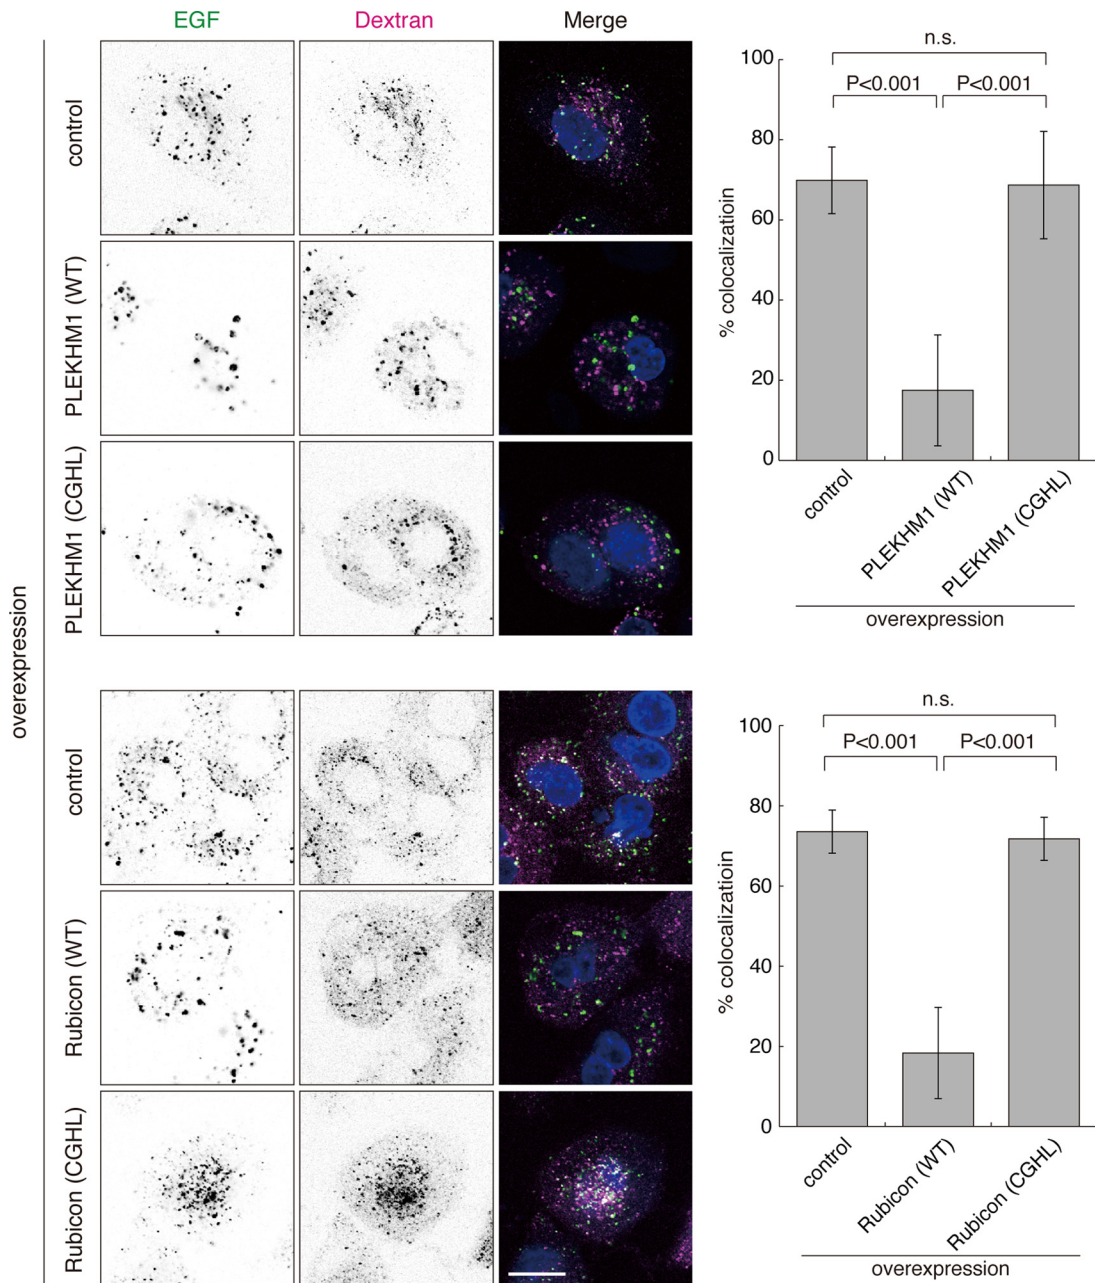 EGF
Dextran
Merge
overexpression
control
PLEKHM1 (WT)
PLEKHM1 (CGHL)
control
Rubicon (WT)
Rubicon (CGHL)
n.s.
P<0.001
P<0.001
100
80
60
40
20
0
% colocalizatioin
control
PLEKHM1 (WT)
PLEKHM1 (CGHL)
overexpression
n.s.
P<0.001
P<0.001
100
80
60
40
20
0
% colocalizatioin
control
Rubicon (WT)
Rubicon (CGHL)
overexpression